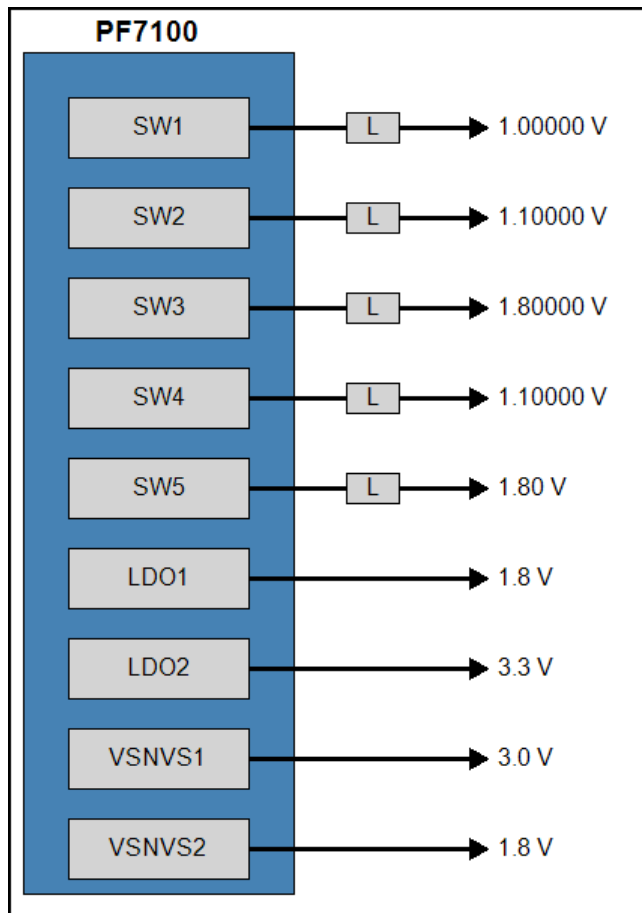 PF7100
SW1 L 1.00000 V
SW2 L 1.10000 V
SW3 L 1.80000 V
SW4 L 1.10000 V
SW5 L 1.80 V
LDO1 1.8 V
LDO2 3.3 V
VSNVS1 3.0 V
VSNVS2 1.8 V